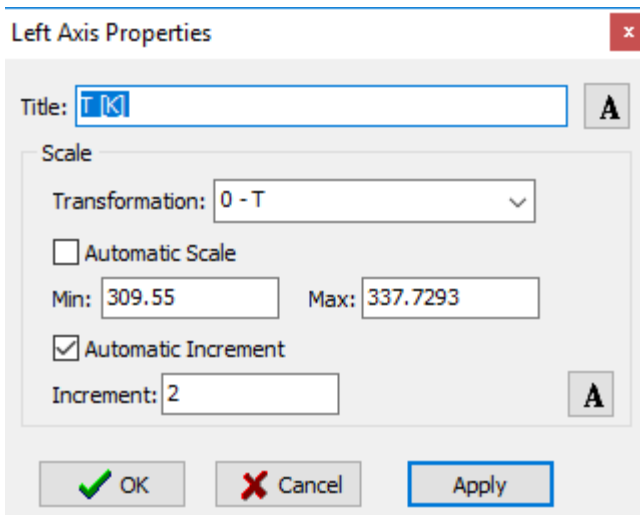 Left Axis Properties
x
Title: T [K] A
Scale
Transformation: 0 - T
Automatic Scale
Min: 309.55 Max: 337.7293
Automatic Increment
Increment: 2 A
OK Cancel Apply